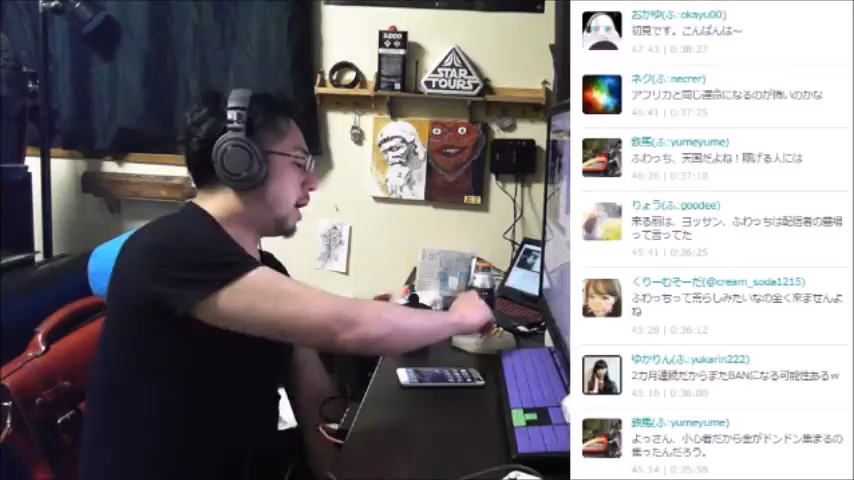 ZIPPO
STAR
TOURS
おかゆ(ふ:okayu00)
初見です。こんばんは〜
47:43 | 0:38:27
ネク(ふ:necrer)
アフリカと同じ運命になるのが怖いのかな
46:41 | 0:37:25
鉄馬(ふ:yumeyume)
ふわっち、天国だよね！稼げる人には
46:26 | 0:37:10
りょう(ふ:goodee)
来る前は、ヨッサン、ふわっちは配信者の墓場
って言ってた
45:41 | 0:36:25
くりーむそーだ(@cream_soda1215)
ふわっちって荒らしみたいなの全く来ませんよ
ね
45:28 | 0:36:12
ゆかりん(ふ:yukarin222)
2カ月連続だからまたBANになる可能性あるw
45:16 | 0:36:00
鉄馬(ふ:yumeyume)
よっさん、小心者だから金がドンドン集まるの
焦ったんだろう。
45:14 | 0:35:58